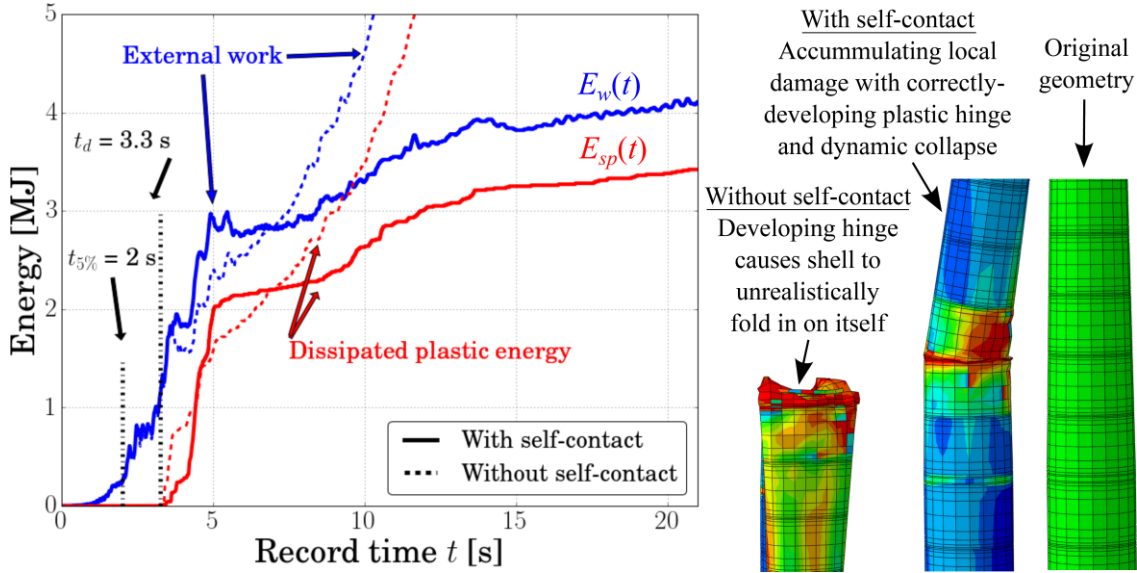 Energy [MJ]
5
4
3
2
1
0
0
5
10
15
20
Record time t [s]
External work
E_w(t)
E_sp(t)
t_d = 3.3 s
t_5% = 2 s
Dissipated plastic energy
With self-contact
Without self-contact
With self-contact
Accummulating local
damage with correctly-
developing plastic hinge
and dynamic collapse
Original
geometry
Without self-contact
Developing hinge
causes shell to
unrealistically
fold in on itself